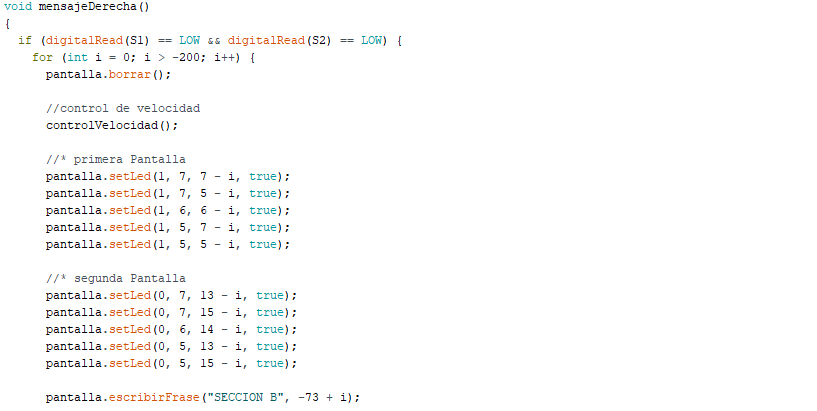 void mensajeDerecha()
{
  if (digitalRead(S1) == LOW && digitalRead(S2) == LOW) {
    for (int i = 0; i > -200; i++) {
      pantalla.borrar();

      //control de velocidad
      controlVelocidad();

      //* primera Pantalla
      pantalla.setLed(1, 7, 7 - i, true);
      pantalla.setLed(1, 7, 5 - i, true);
      pantalla.setLed(1, 6, 6 - i, true);
      pantalla.setLed(1, 5, 7 - i, true);
      pantalla.setLed(1, 5, 5 - i, true);

      //* segunda Pantalla
      pantalla.setLed(0, 7, 13 - i, true);
      pantalla.setLed(0, 7, 15 - i, true);
      pantalla.setLed(0, 6, 14 - i, true);
      pantalla.setLed(0, 5, 13 - i, true);
      pantalla.setLed(0, 5, 15 - i, true);

      pantalla.escribirFrase("SECCION B", -73 + i);